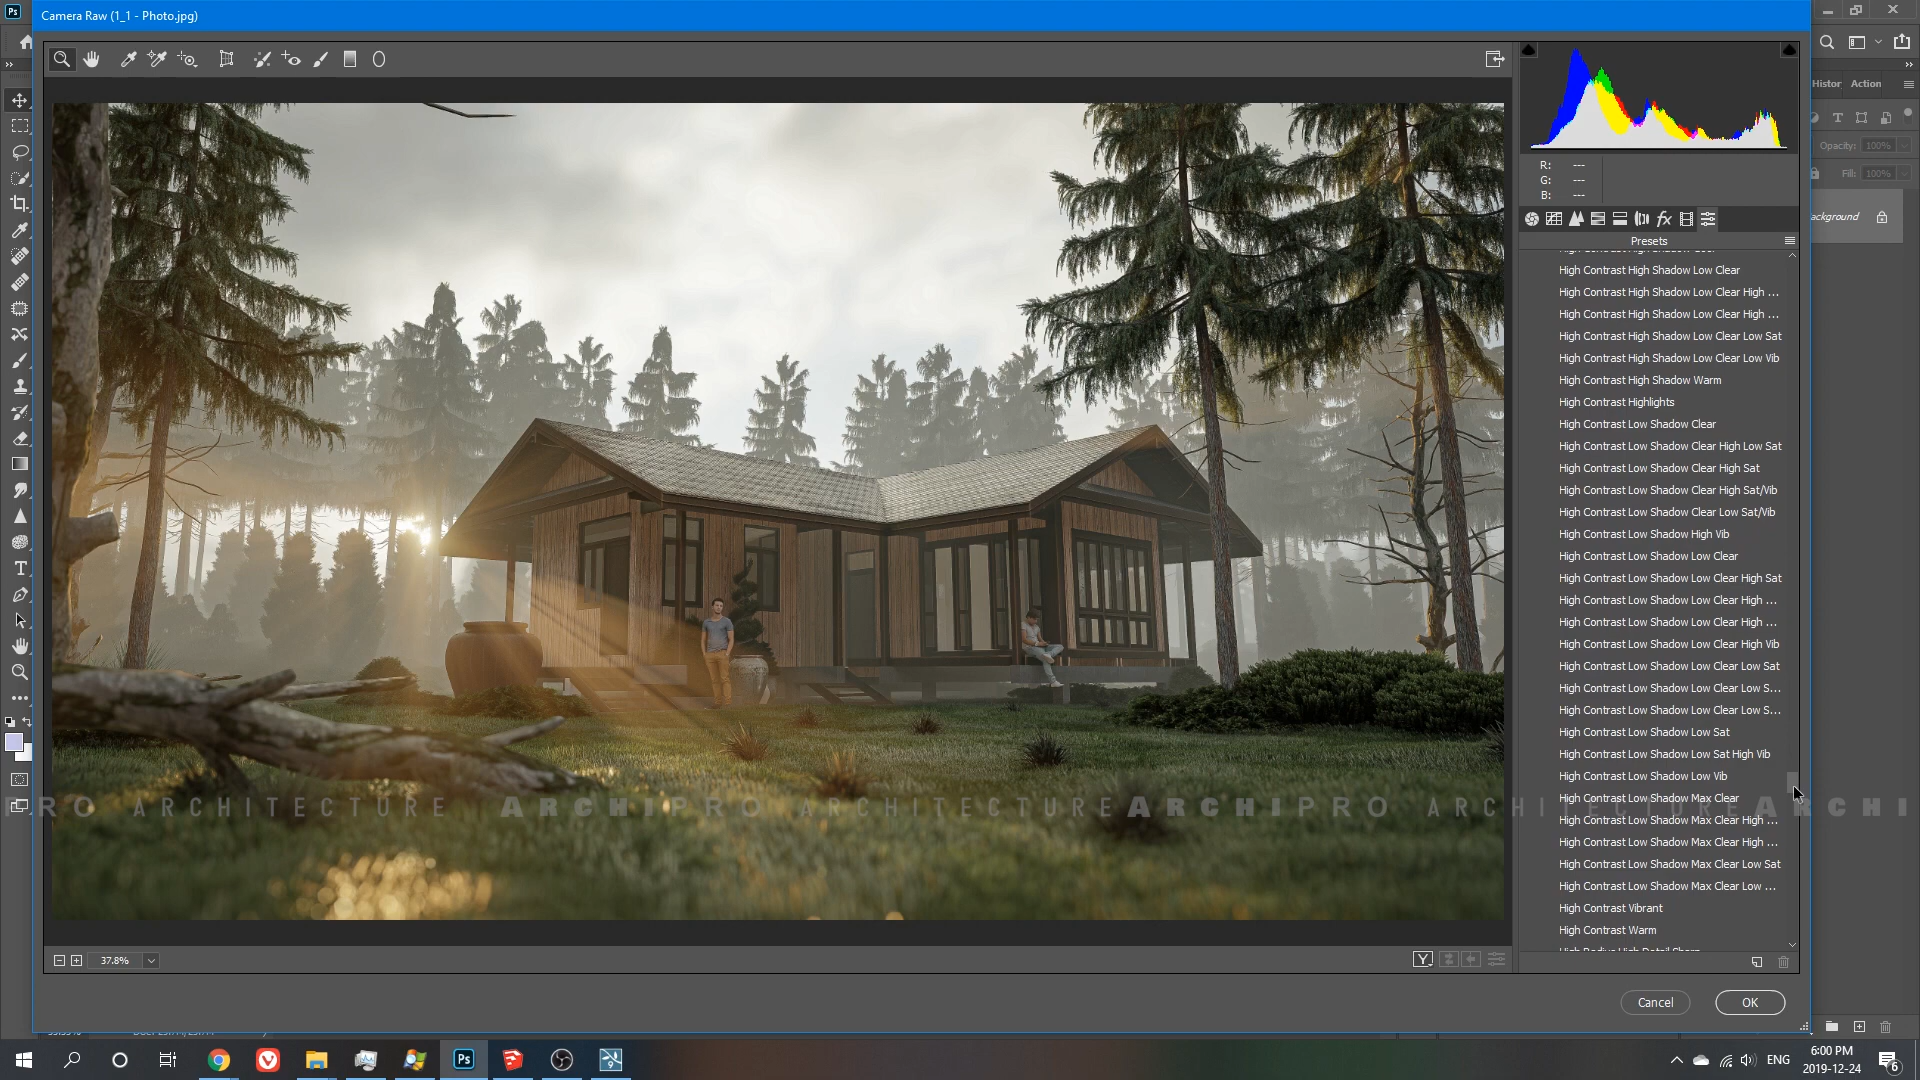 Camera Raw (1_1 - Photo.jpg)
Histor
Action
R: ---
G: ---
B: ---
Opacity: 100%
Fill: 100%
ackground
Presets
High Contrast High Shadow Low Clear
High Contrast High Shadow Low Clear High ...
High Contrast High Shadow Low Clear High ...
High Contrast High Shadow Low Clear Low Sat
High Contrast High Shadow Low Clear Low Vib
High Contrast High Shadow Warm
High Contrast Highlights
High Contrast Low Shadow Clear
High Contrast Low Shadow Clear High Low Sat
High Contrast Low Shadow Clear High Sat
High Contrast Low Shadow Clear High Sat/Vib
High Contrast Low Shadow Clear Low Sat/Vib
High Contrast Low Shadow High Vib
High Contrast Low Shadow Low Clear
High Contrast Low Shadow Low Clear High Sat
High Contrast Low Shadow Low Clear High ...
High Contrast Low Shadow Low Clear High ...
High Contrast Low Shadow Low Clear High Vib
High Contrast Low Shadow Low Clear Low Sat
High Contrast Low Shadow Low Clear Low S...
High Contrast Low Shadow Low Clear Low S...
High Contrast Low Shadow Low Sat
High Contrast Low Shadow Low Sat High Vib
High Contrast Low Shadow Low Vib
High Contrast Low Shadow Max Clear
PRO ARCHITECTURE ARCHIPRO ARCHITECTURE ARCHIPRO ARCHITECTURE ARCHI
High Contrast Low Shadow Max Clear High ...
High Contrast Low Shadow Max Clear High ...
High Contrast Low Shadow Max Clear Low Sat
High Contrast Low Shadow Max Clear Low ...
High Contrast Vibrant
High Contrast Warm
High Radius High Detail Sharp
37.8%
Y
Cancel
OK
Ps
ENG
6:00 PM
2019-12-24
6